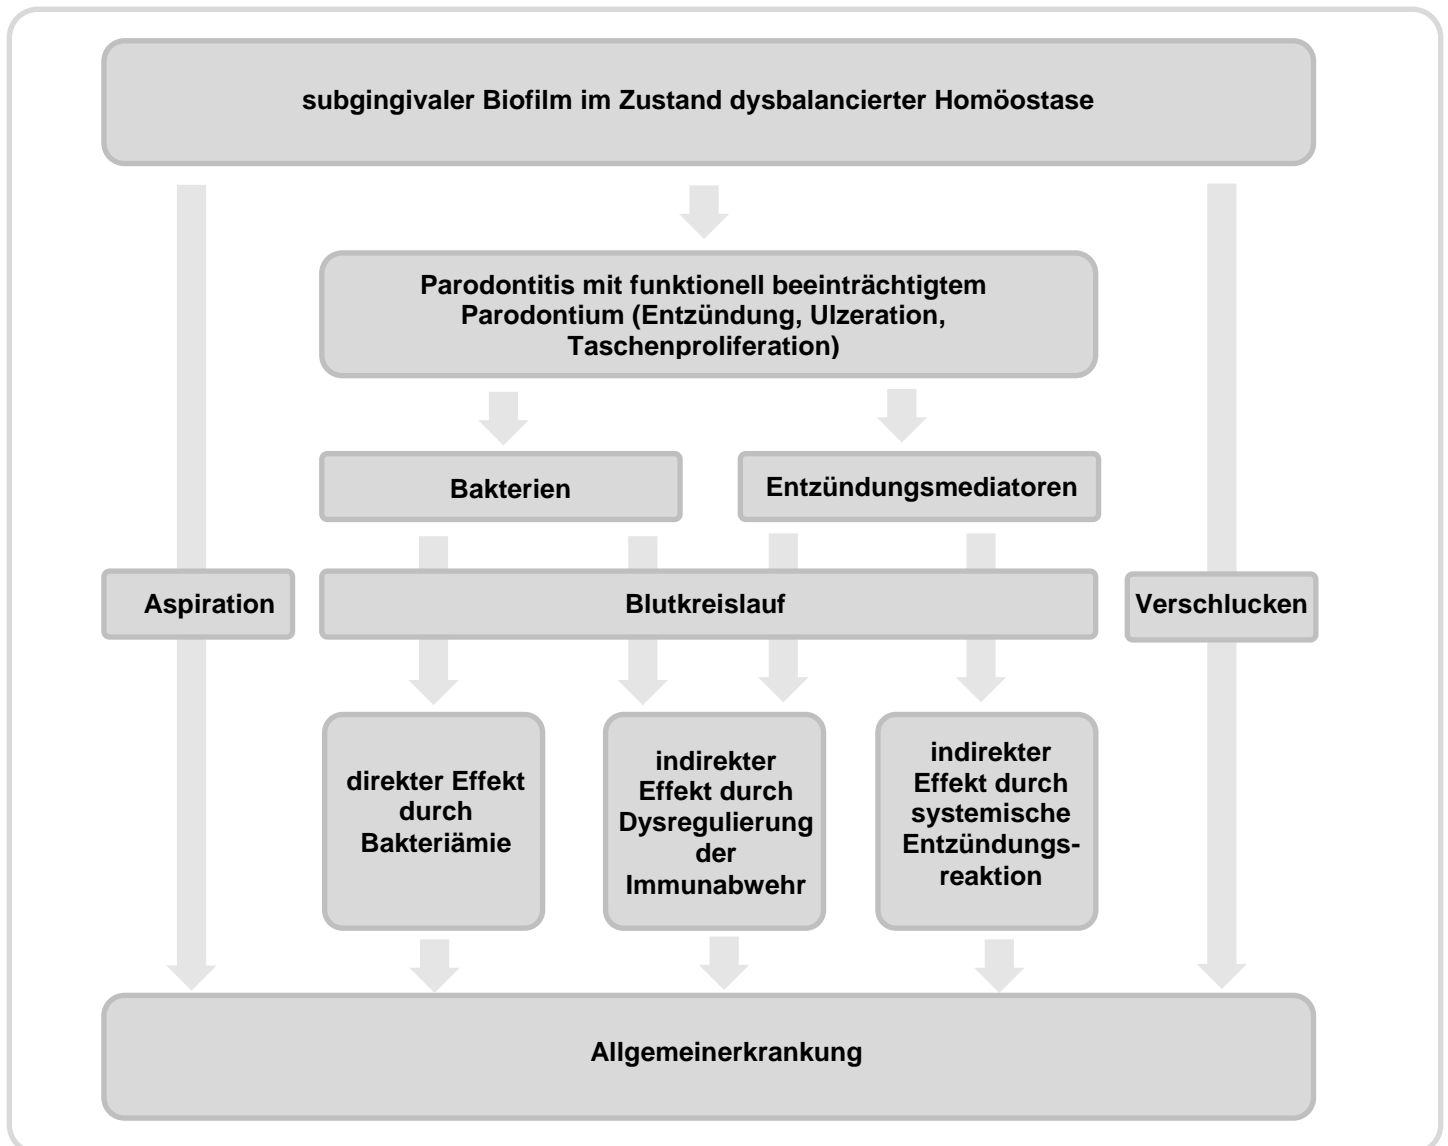 subgingivaler Biofilm im Zustand dysbalancierter Homöostase
Parodontitis mit funktionell beeinträchtigtem
Parodontium (Entzündung, Ulzeration,
Taschenproliferation)
Bakterien
Entzündungsmediatoren
Aspiration
Blutkreislauf
Verschlucken
direkter Effekt
durch
Bakteriämie
indirekter
Effekt durch
Dysregulierung
der
Immunabwehr
indirekter
Effekt durch
systemische
Entzündungs-
reaktion
Allgemeinerkrankung